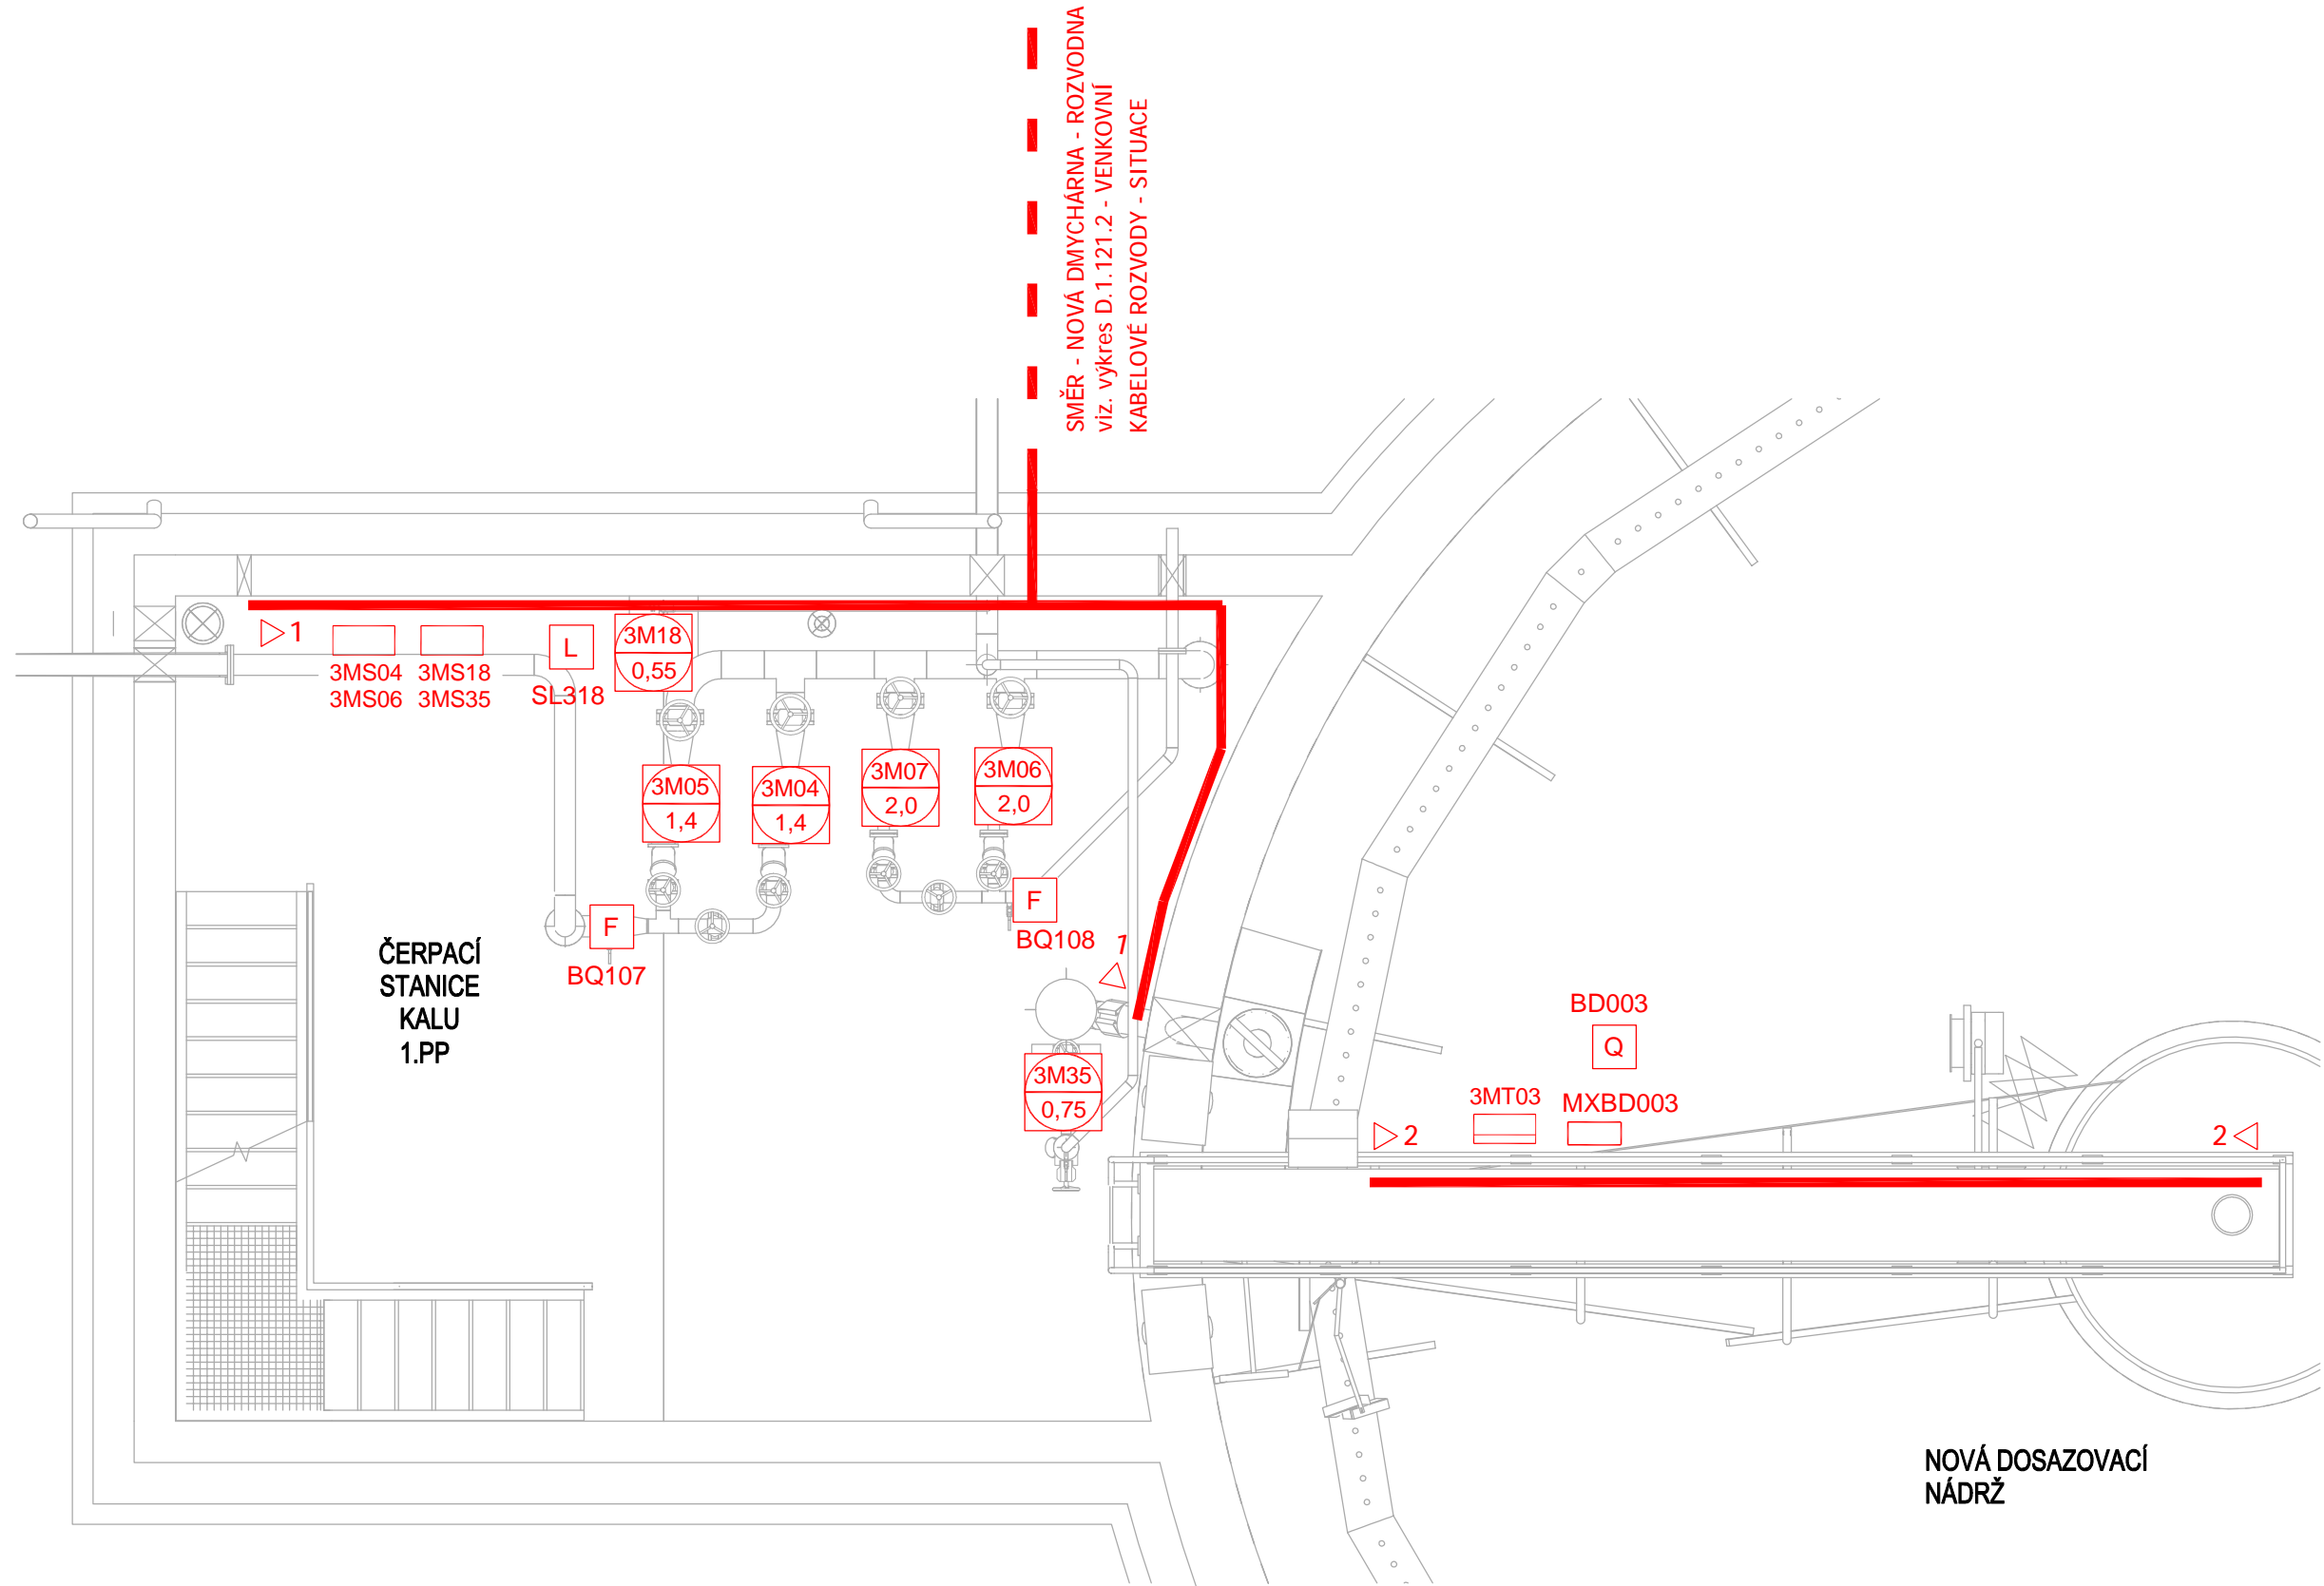 SMĚR - NOVÁ DMYCHÁRNA - ROZVODNA
viz. výkres D.1.121.2 - VENKOVNÍ
KABELOVÉ ROZVODY - SITUACE
1
3MS04
3MS06
3MS18
3MS35
L
SL318
3M18
0,55
3M05
1,4
3M04
1,4
3M07
2,0
3M06
2,0
F
BQ107
F
BQ108
1
ČERPACÍ
STANICE
KALU
1.PP
3M35
0,75
BD003
Q
3MT03
MXBD003
2
2
NOVÁ DOSAZOVACÍ
NÁDRŽ